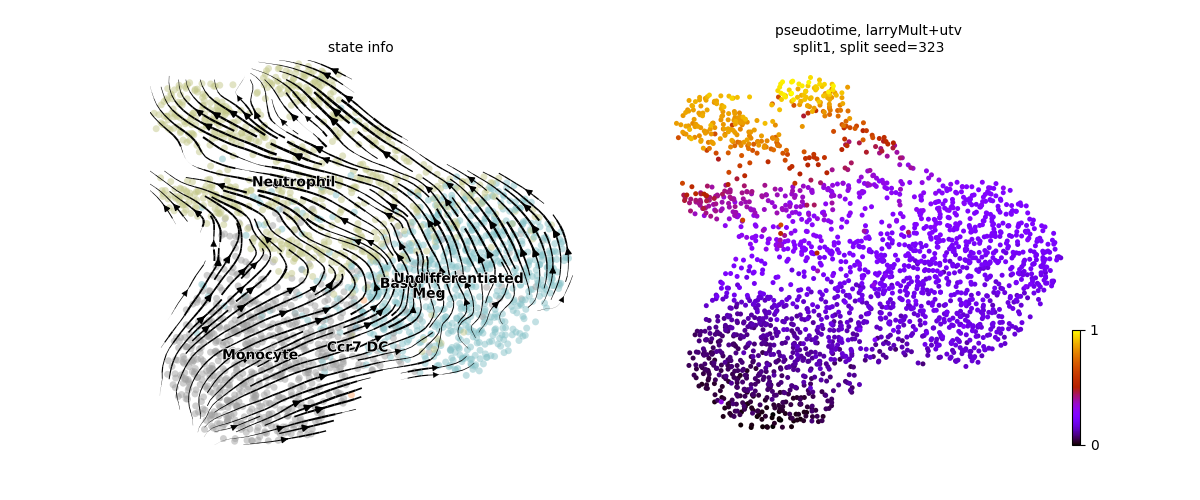 state info
Neutrophil
Undifferentiated
Baso
Meg
Ccr7 DC
Monocyte
pseudotime, larryMult+utv
split1, split seed=323
1
0